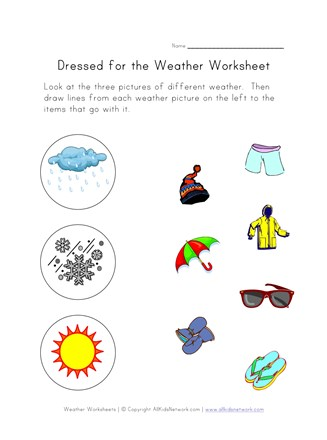 Name
Dressed for the Weather Worksheet
Look at the three pictures of different weather. Then
draw lines from each weather picture on the left to the
items that go with it.
Weather Worksheets | © Copyright AllKidsNetwork.com | www.allkidsnetwork.com